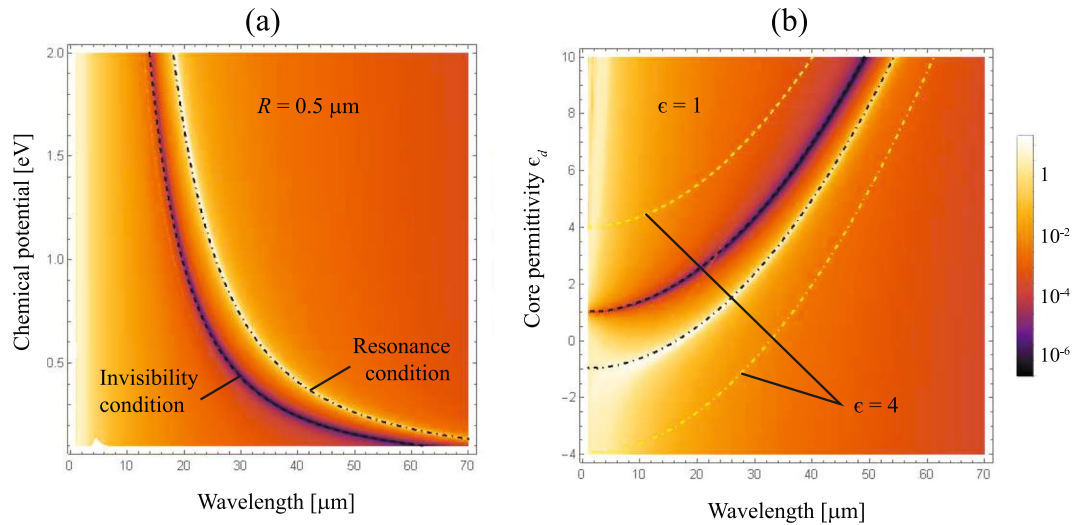 (a)
(b)
Chemical potential [eV]
2.0
1.5
1.0
0.5
0
10
20
30
40
50
60
70
Wavelength [μm]
R = 0.5 μm
Invisibility
condition
Resonance
condition
Core permittivity ϵd
10
8
6
4
2
0
−2
−4
0
10
20
30
40
50
60
70
Wavelength [μm]
ϵ = 1
ϵ = 4
1
10-2
10-4
10-6